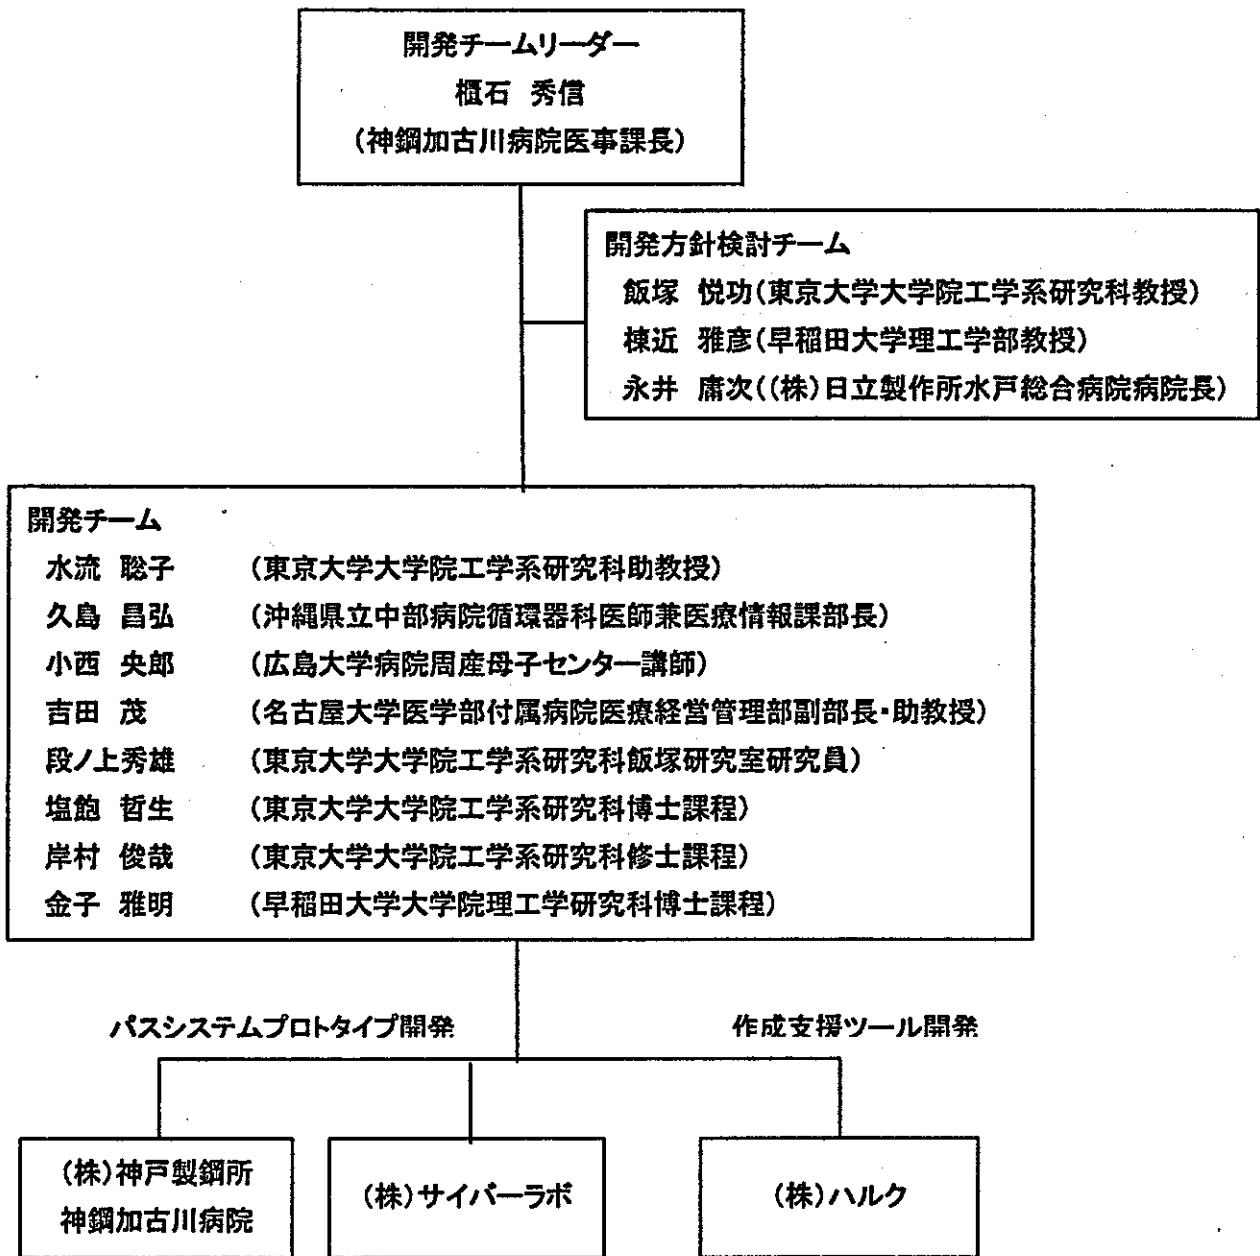 開発チームリーダー
櫃石 秀信
(神鋼加古川病院医事課長)
開発方針検討チーム
飯塚 悦功(東京大学大学院工学系研究科教授)
棟近 雅彦(早稲田大学理工学部教授)
永井 庸次((株)日立製作所水戸総合病院病院長)
開発チーム
水流 聡子 (東京大学大学院工学系研究科助教授)
久島 昌弘 (沖縄県立中部病院循環器科医師兼医療情報課部長)
小西 央郎 (広島大学病院周産母子センター講師)
吉田 茂 (名古屋大学医学部付属病院医療経営管理部副部長・助教授)
段ノ上秀雄 (東京大学大学院工学系研究科飯塚研究室研究員)
塩飽 哲生 (東京大学大学院工学系研究科博士課程)
岸村 俊哉 (東京大学大学院工学系研究科修士課程)
金子 雅明 (早稲田大学大学院理工学研究科博士課程)
パスシステムプロトタイプ開発
作成支援ツール開発
(株)神戸製鋼所
神鋼加古川病院
(株)サイバーラボ
(株)ハルク